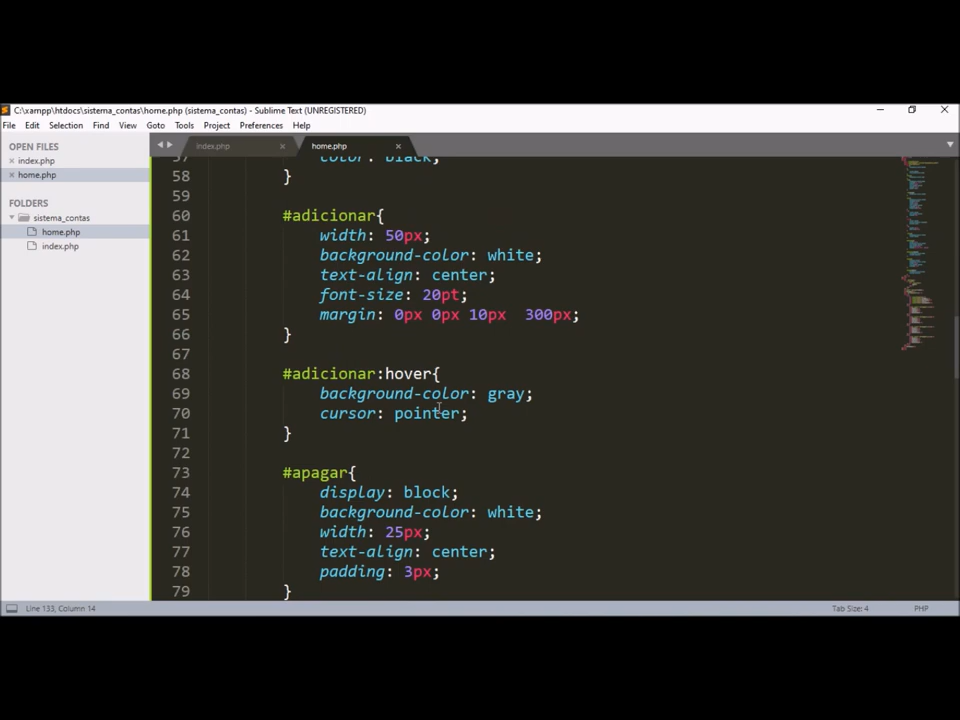 C:\xampp\htdocs\sistema_contas\home.php (sistema_contas) - Sublime Text (UNREGISTERED)
File Edit Selection Find View Goto Tools Project Preferences Help
OPEN FILES
index.php
home.php
FOLDERS
sistema_contas
home.php
index.php
index.php
home.php
57 color: black;
58 }
59
60 #adicionar{
61 width: 50px;
62 background-color: white;
63 text-align: center;
64 font-size: 20pt;
65 margin: 0px 0px 10px  300px;
66 }
67
68 #adicionar:hover{
69 background-color: gray;
70 cursor: pointer;
71 }
72
73 #apagar{
74 display: block;
75 background-color: white;
76 width: 25px;
77 text-align: center;
78 padding: 3px;
79 }
Line 133, Column 14
Tab Size: 4
PHP